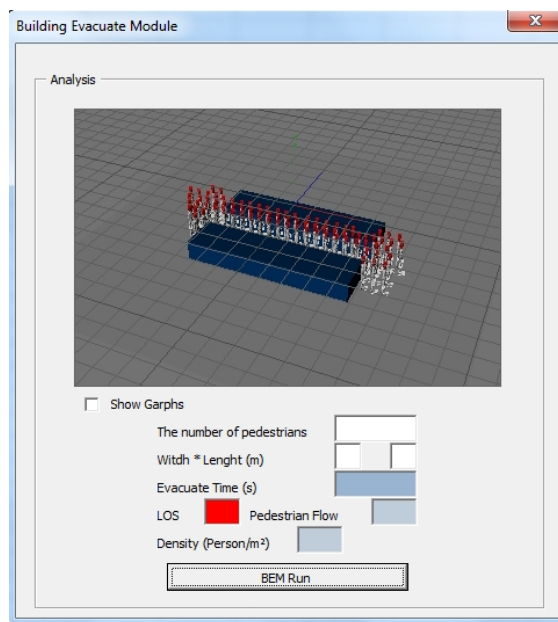 Building Evacuate Module
Analysis
Show Garphs
The number of pedestrians
Witdh * Lenght (m)
Evacuate Time (s)
LOS Pedestrian Flow
Density (Person/m²)
BEM Run